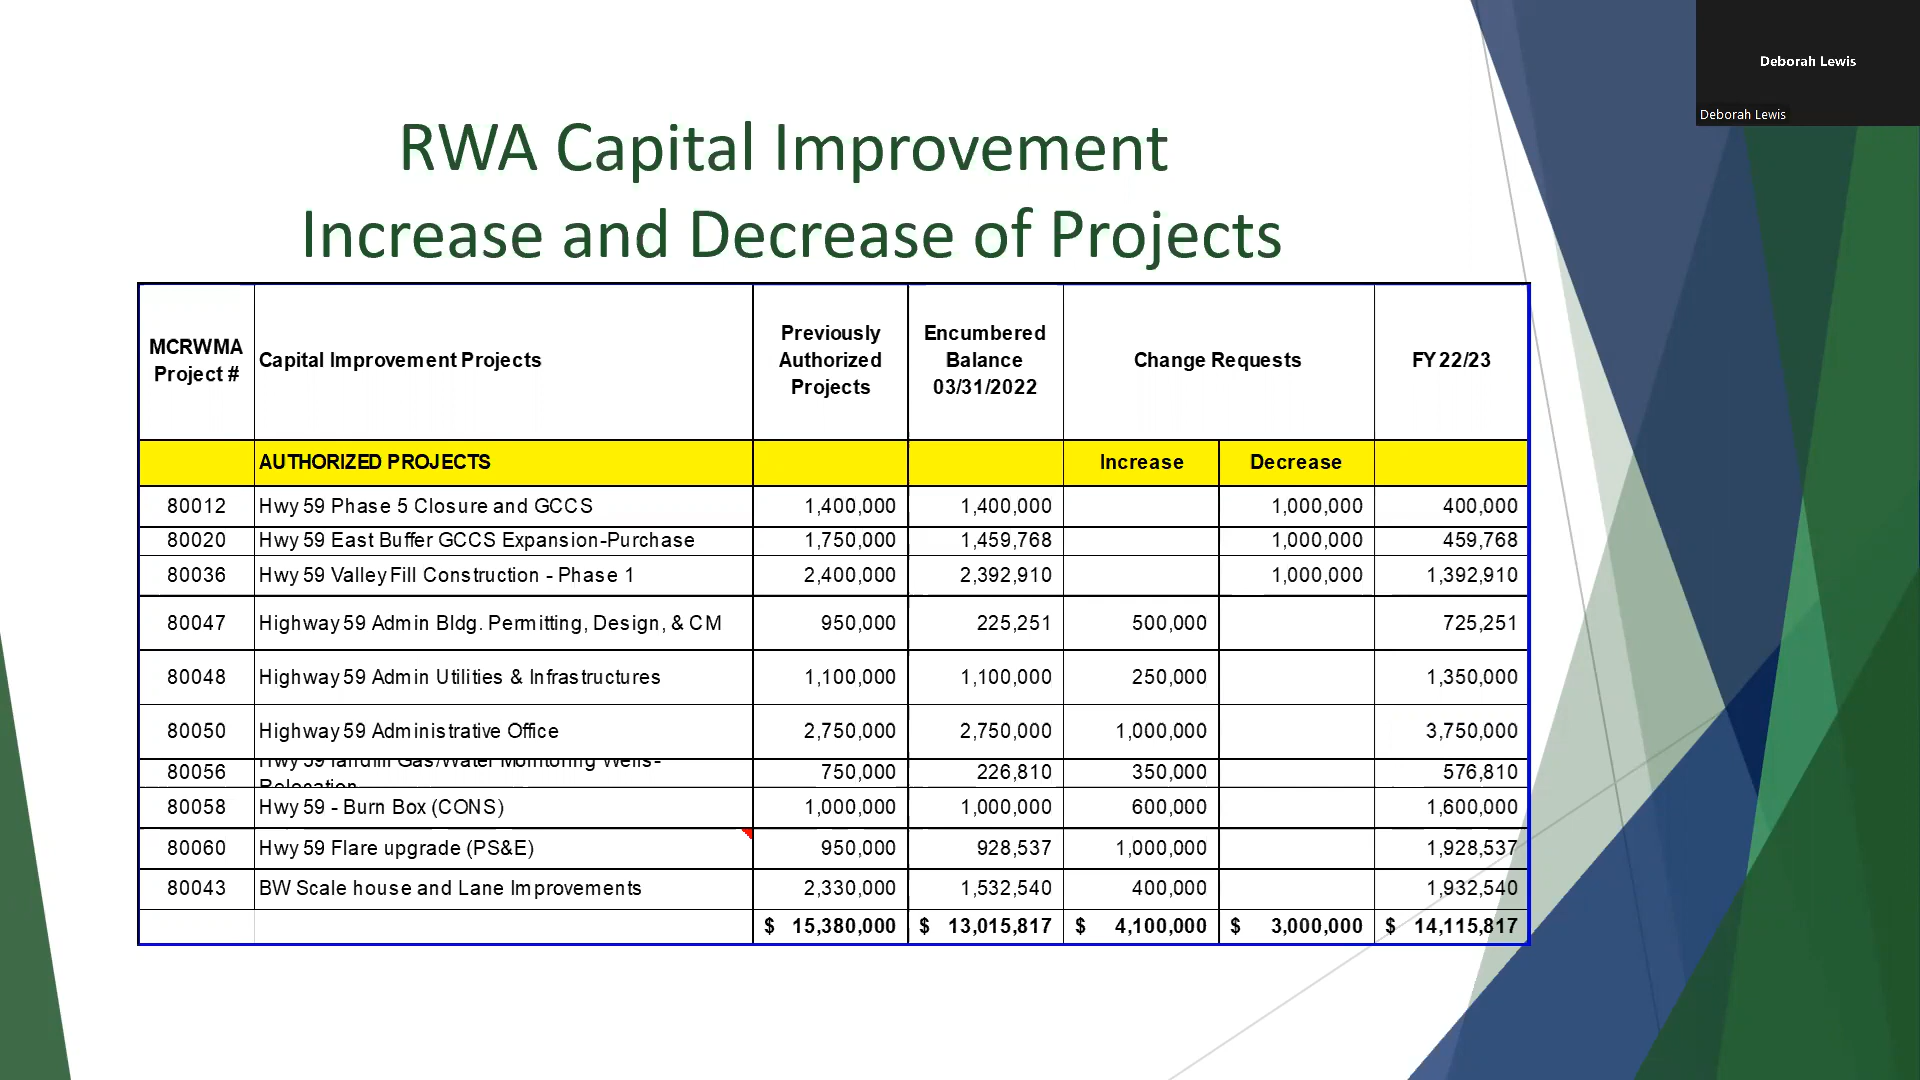 Deborah Lewis
Deborah Lewis
RWA Capital Improvement
Increase and Decrease of Projects
MCRWMA Project # Capital Improvement Projects Previously Authorized Projects Encumbered Balance 03/31/2022 Change Requests FY 22/23
AUTHORIZED PROJECTS Increase Decrease
80012 Hwy 59 Phase 5 Closure and GCCS 1,400,000 1,400,000 1,000,000 400,000
80020 Hwy 59 East Buffer GCCS Expansion-Purchase 1,750,000 1,459,768 1,000,000 459,768
80036 Hwy 59 Valley Fill Construction - Phase 1 2,400,000 2,392,910 1,000,000 1,392,910
80047 Highway 59 Admin Bldg. Permitting, Design, & CM 950,000 225,251 500,000 725,251
80048 Highway 59 Admin Utilities & Infrastructures 1,100,000 1,100,000 250,000 1,350,000
80050 Highway 59 Administrative Office 2,750,000 2,750,000 1,000,000 3,750,000
80056 Hwy 59 landfill Gas/Water Monitoring Wells-Relocation 750,000 226,810 350,000 576,810
80058 Hwy 59 - Burn Box (CONS) 1,000,000 1,000,000 600,000 1,600,000
80060 Hwy 59 Flare upgrade (PS&E) 950,000 928,537 1,000,000 1,928,537
80043 BW Scale house and Lane Improvements 2,330,000 1,532,540 400,000 1,932,540
$ 15,380,000 $ 13,015,817 $ 4,100,000 $ 3,000,000 $ 14,115,817